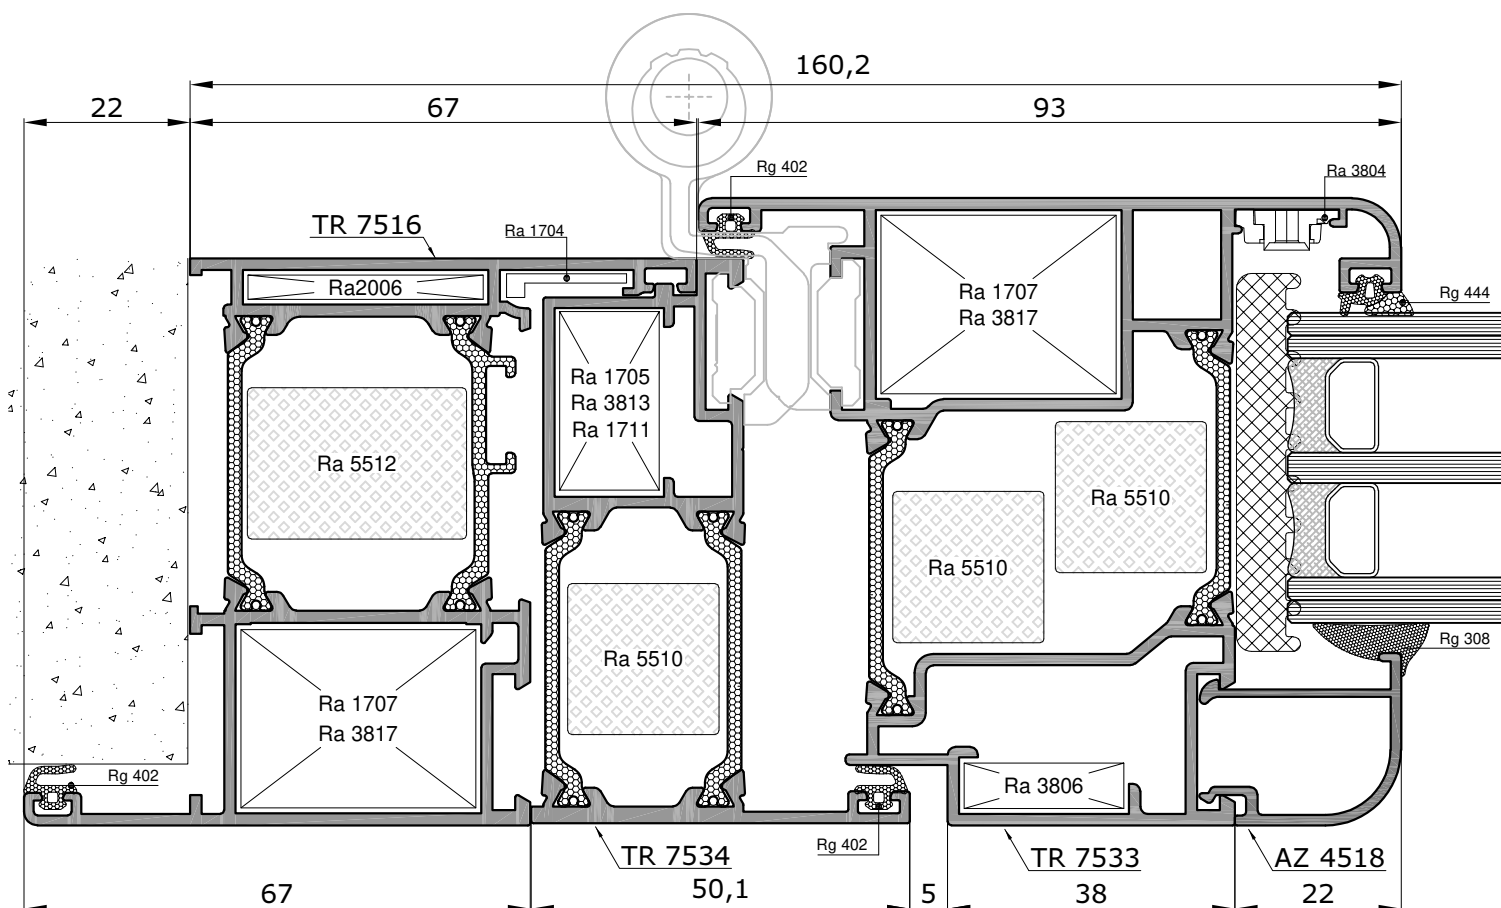 160,2
22
67
93
Rg 402
Ra 3804
TR 7516
Ra 1704
Ra2006
Ra 1707
Ra 3817
Rg 444
Ra 1705
Ra 3813
Ra 1711
Ra 5512
Ra 5510
Ra 5510
Ra 5510
Rg 308
Ra 1707
Ra 3817
Rg 402
Ra 3806
Rg 402
TR 7534
TR 7533
AZ 4518
67
50,1
5
38
22